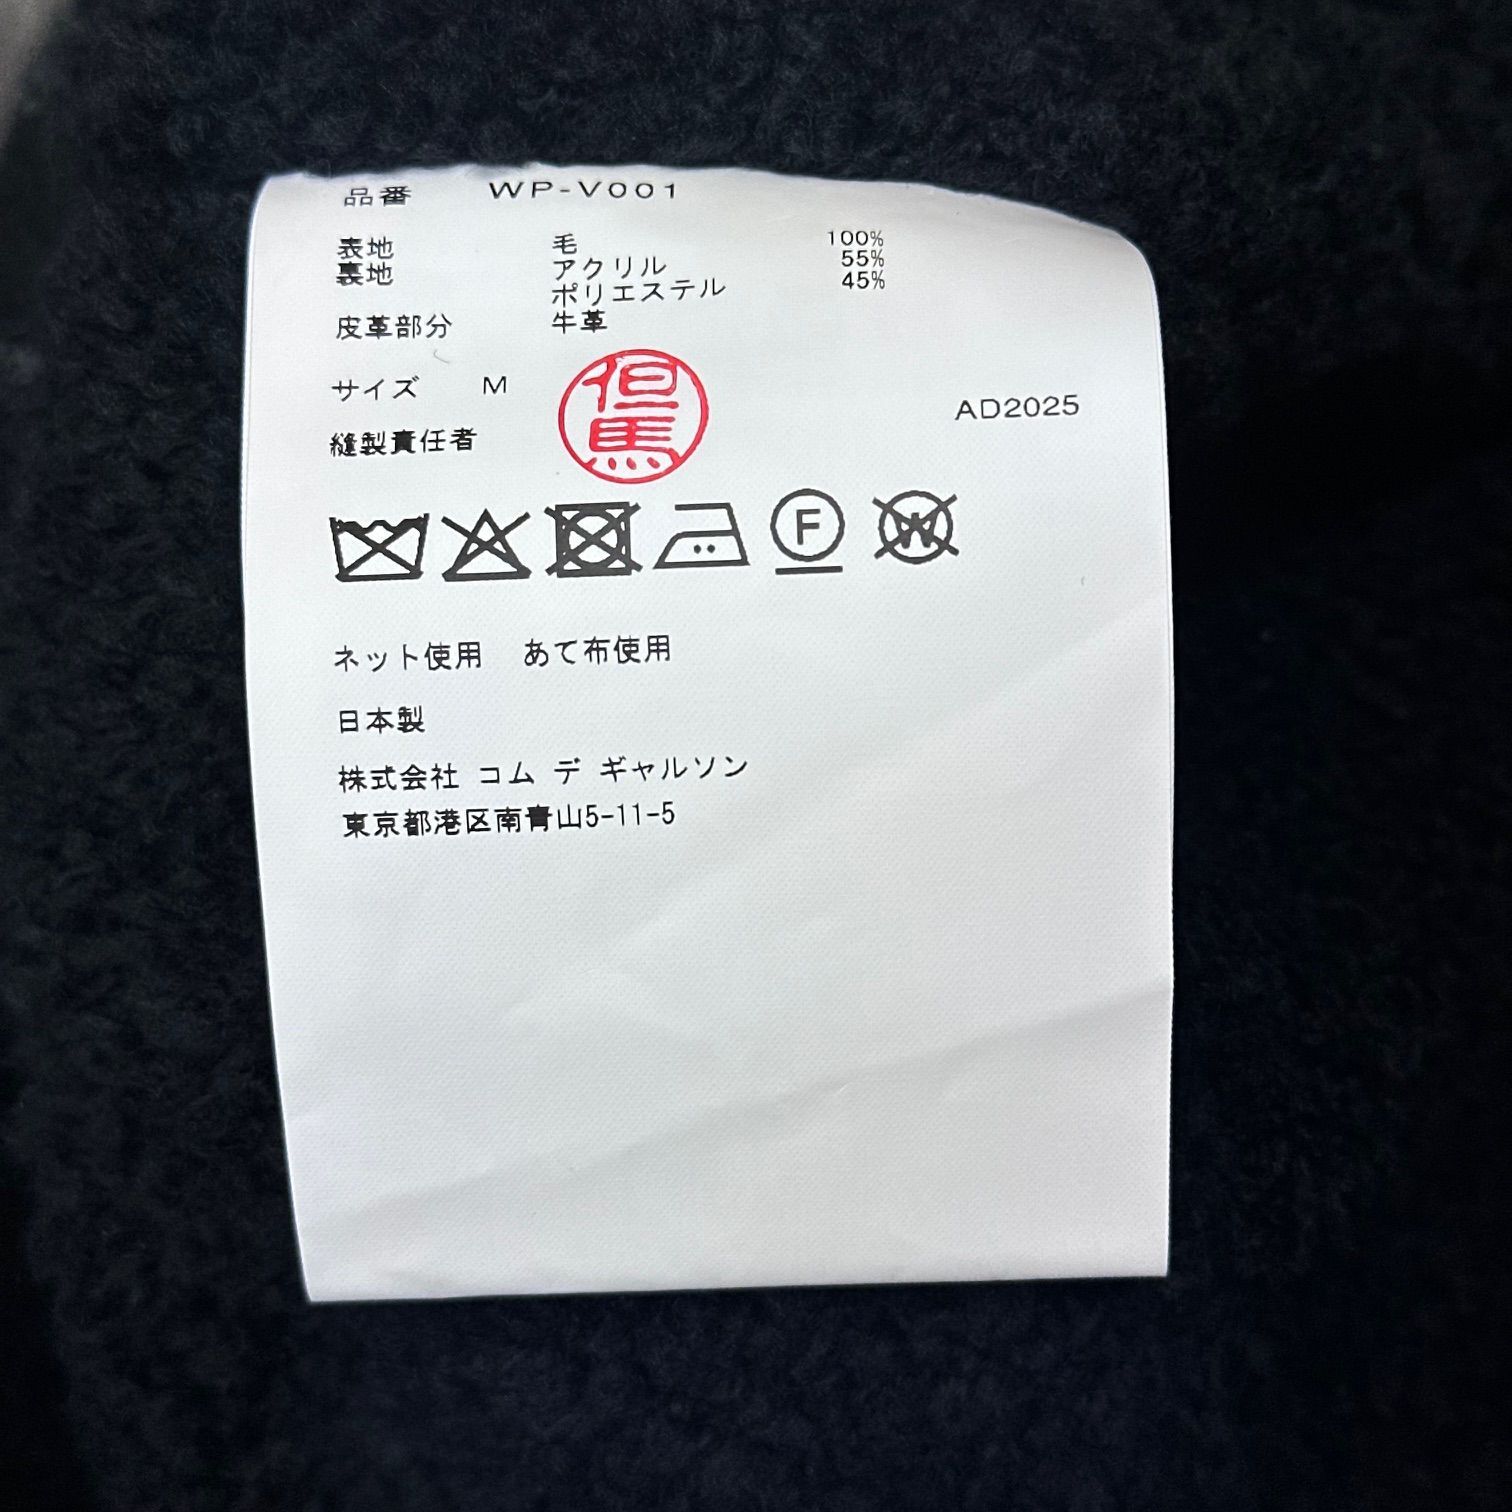 品番 WP-V001
表地 毛 100%
裏地 アクリル 55%
ポリエステル 45%
皮革部分 牛革
サイズ M
AD2025
縫製責任者 但馬
F W
ネット使用 あて布使用
日本製
株式会社 コム デ ギャルソン
東京都港区南青山5-11-5